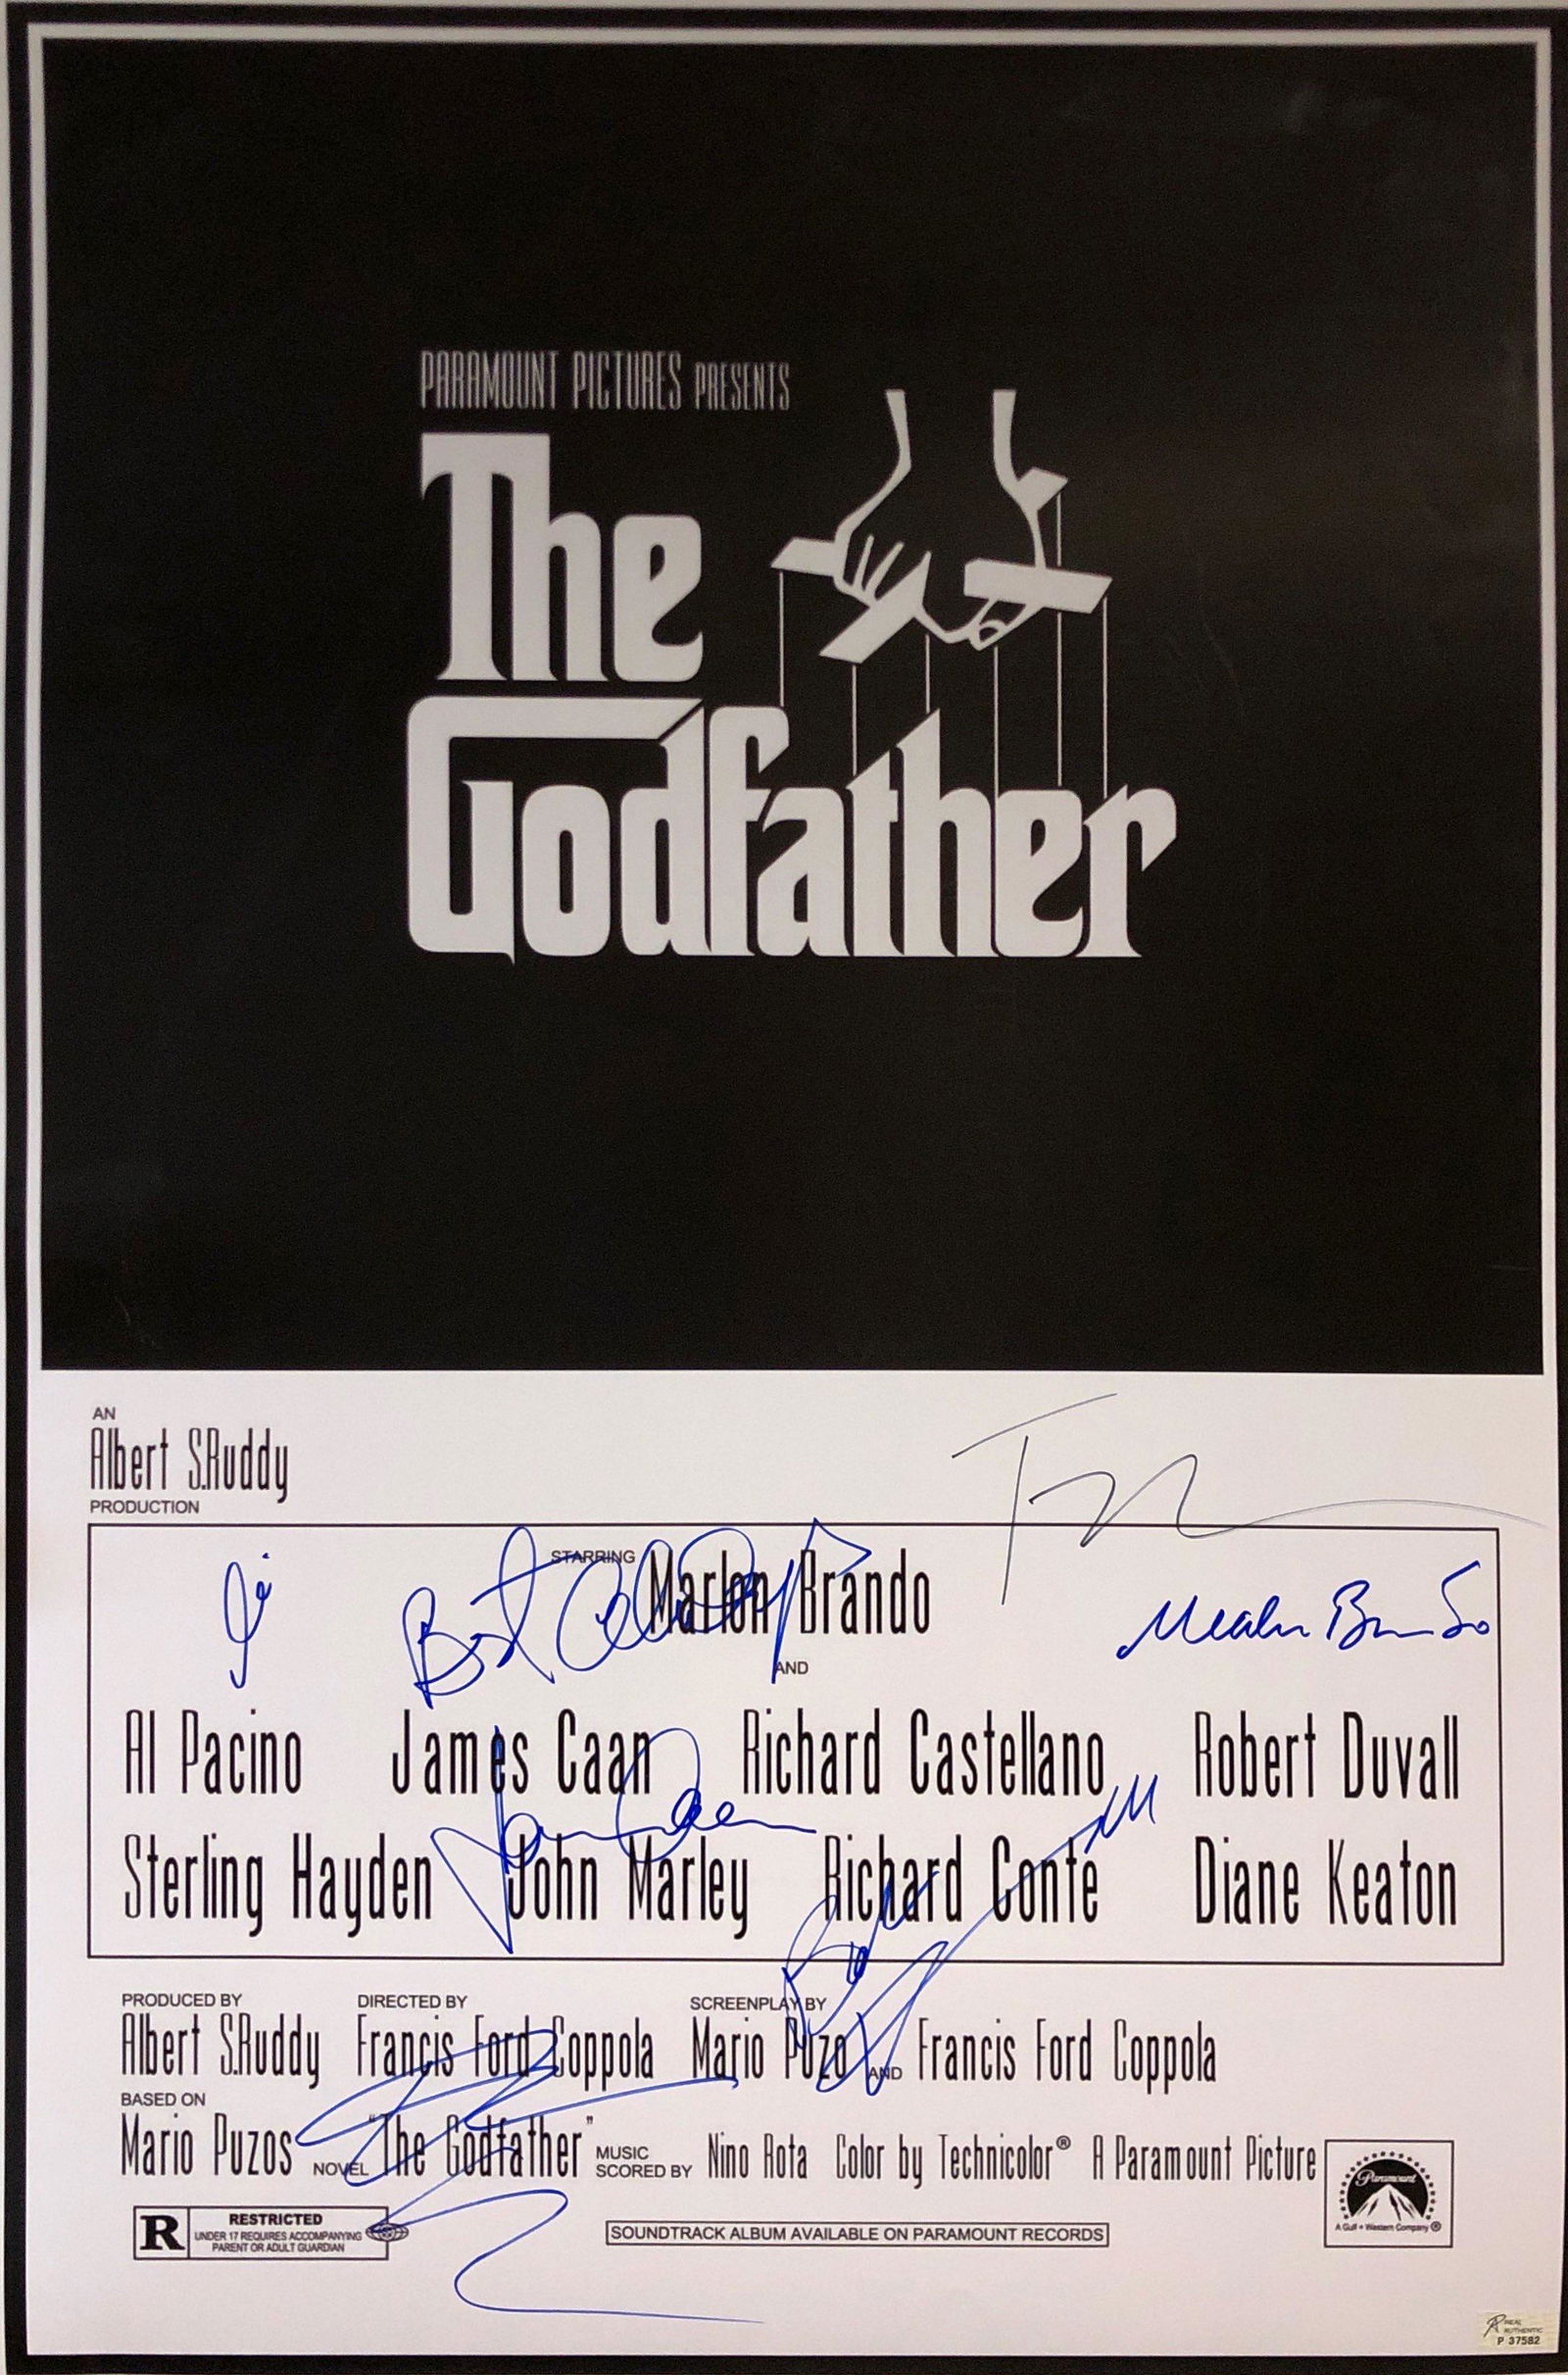 PARAMOUNT PICTURES PRESENTS
The
Godfather
AN
Albert S.Ruddy
PRODUCTION
STARRING Marlon Brando
AND
Al Pacino James Caan Richard Castellano Robert Duvall
Sterling Hayden John Marley Richard Conte Diane Keaton
PRODUCED BY DIRECTED BY SCREENPLAY BY
Albert S.Ruddy Francis Ford Coppola Mario Puzo AND Francis Ford Coppola
BASED ON
Mario Puzos NOVEL "The Godfather" MUSIC SCORED BY Nino Rota Color by Technicolor® A Paramount Picture
R RESTRICTED
UNDER 17 REQUIRES ACCOMPANYING
PARENT OR ADULT GUARDIAN
SOUNDTRACK ALBUM AVAILABLE ON PARAMOUNT RECORDS
Paramount
A Gulf + Western Company ®
REAL
AUTHENTIC
P 37582